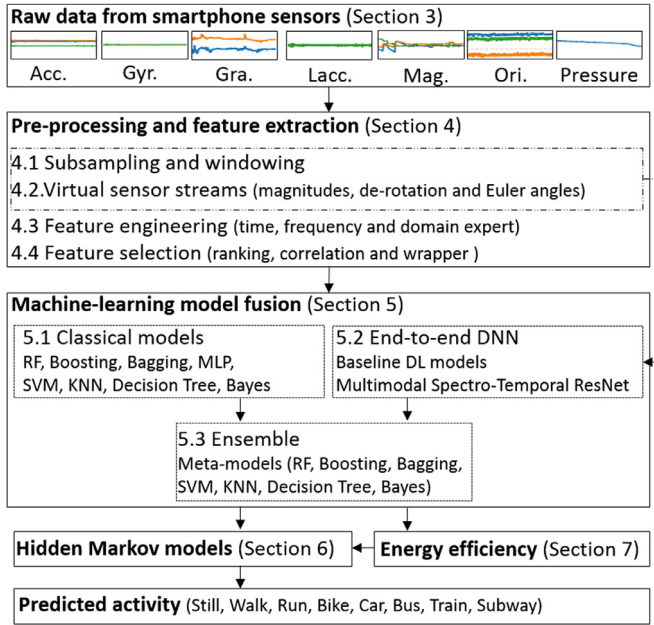 Raw data from smartphone sensors (Section 3)
Acc. Gyr. Gra. Lacc. Mag. Ori. Pressure
Pre-processing and feature extraction (Section 4)
4.1 Subsampling and windowing
4.2.Virtual sensor streams (magnitudes, de-rotation and Euler angles)
4.3 Feature engineering (time, frequency and domain expert)
4.4 Feature selection (ranking, correlation and wrapper )
Machine-learning model fusion (Section 5)
5.1 Classical models
RF, Boosting, Bagging, MLP,
SVM, KNN, Decision Tree, Bayes
5.2 End-to-end DNN
Baseline DL models
Multimodal Spectro-Temporal ResNet
5.3 Ensemble
Meta-models (RF, Boosting, Bagging,
SVM, KNN, Decision Tree, Bayes)
Hidden Markov models (Section 6)
Energy efficiency (Section 7)
Predicted activity (Still, Walk, Run, Bike, Car, Bus, Train, Subway)